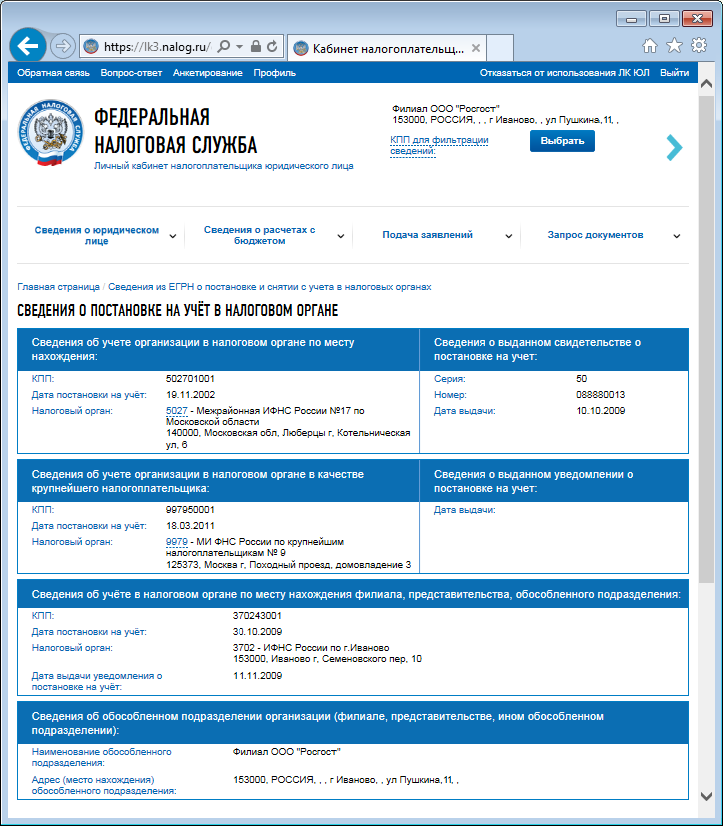 https://lk3.nalog.ru/
Кабинет налогоплательщ...
Обратная связь Вопрос-ответ Анкетирование Профиль
Отказаться от использования ЛК ЮЛ Выйти
ФЕДЕРАЛЬНАЯ
НАЛОГОВАЯ СЛУЖБА
Личный кабинет налогоплательщика юридического лица
Филиал ООО "Росгост"
153000, РОССИЯ, , , г Иваново, , ул Пушкина,11, ,
КПП для фильтрации
сведений:
Выбрать
Сведения о юридическом
лице
Сведения о расчетах с
бюджетом
Подача заявлений
Запрос документов
Главная страница / Сведения из ЕГРН о постановке и снятии с учета в налоговых органах
СВЕДЕНИЯ О ПОСТАНОВКЕ НА УЧЁТ В НАЛОГОВОМ ОРГАНЕ
Сведения об учете организации в налоговом органе по месту
нахождения:
КПП: 502701001
Дата постановки на учёт: 19.11.2002
Налоговый орган: 5027 - Межрайонная ИФНС России №17 по
Московской области
140000, Московская обл, Люберцы г, Котельническая
ул, 6
Сведения о выданном свидетельстве о
постановке на учет:
Серия: 50
Номер: 088880013
Дата выдачи: 10.10.2009
Сведения об учете организации в налоговом органе в качестве
крупнейшего налогоплательщика:
КПП: 997950001
Дата постановки на учёт: 18.03.2011
Налоговый орган: 9979 - МИ ФНС России по крупнейшим
налогоплательщикам № 9
125373, Москва г, Походный проезд, домовладение 3
Сведения о выданном уведомлении о
постановке на учет:
Дата выдачи:
Сведения об учёте в налоговом органе по месту нахождения филиала, представительства, обособленного подразделения:
КПП: 370243001
Дата постановки на учёт: 30.10.2009
Налоговый орган: 3702 - ИФНС России по г.Иваново
153000, Иваново г, Семеновского пер, 10
Дата выдачи уведомления о 11.11.2009
постановке на учёт:
Сведения об обособленном подразделении организации (филиале, представительстве, ином обособленном
подразделении):
Наименование обособленного Филиал ООО "Росгост"
подразделения:
Адрес (место нахождения) 153000, РОССИЯ, , , г Иваново, , ул Пушкина,11, ,
обособленного подразделения: